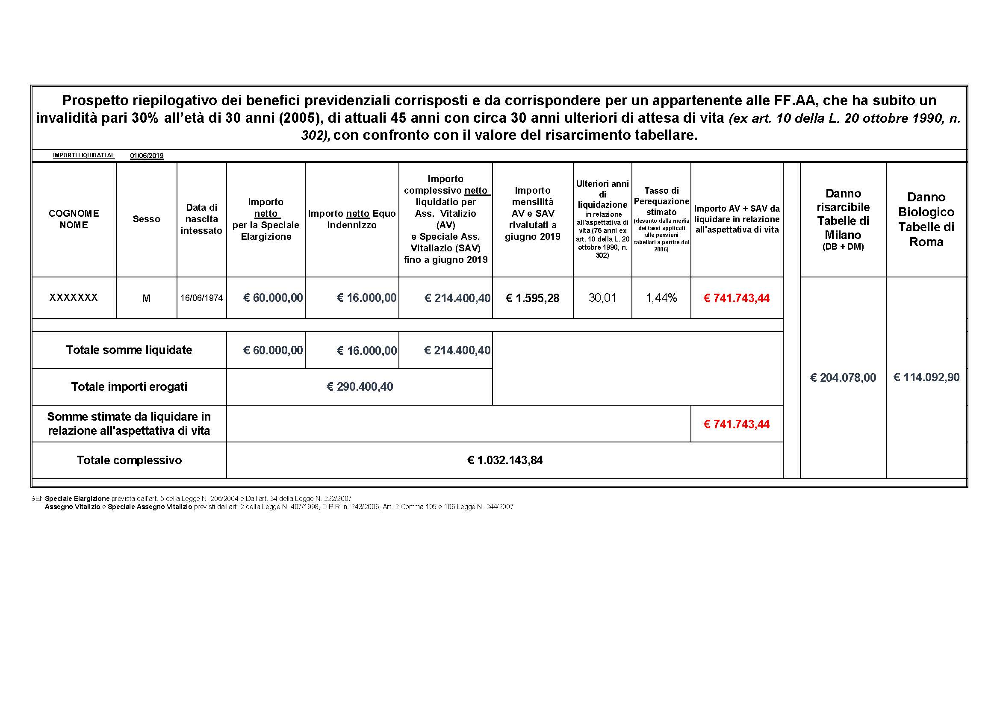 Prospetto riepilogativo dei benefici previdenziali corrisposti e da corrispondere per un appartenente alle FF.AA, che ha subito un
invalidità pari 30% all'età di 30 anni (2005), di attuali 45 anni con circa 30 anni ulteriori di attesa di vita (ex art. 10 della L. 20 ottobre 1990, n.
302), con confronto con il valore del risarcimento tabellare.
IMPORTI LIQUIDATI AL 01/06/2019
COGNOME
NOME
Sesso
Data di
nascita
intessato
Importo
netto
per la Speciale
Elargizione
Importo netto Equo
indennizzo
Importo
complessivo netto
liquidatio per
Ass. Vitalizio
(AV)
e Speciale Ass.
Vitaliazio (SAV)
fino a giugno 2019
Importo
mensilità
AV e SAV
rivalutati a
giugno 2019
Ulteriori anni
di
liquidazione
in relazione
all'aspettativa di
vita (75 anni ex
art. 10 della L. 20
ottobre 1990, n.
302)
Tasso di
Perequazione
stimato
(desunto dalla media
dei tassi applicati
alle pensioni
tabellari a partire dal
2006)
Importo AV + SAV da
liquidare in relazione
all'aspettativa di vita
Danno
risarcibile
Tabelle di
Milano
(DB + DM)
Danno
Biologico
Tabelle di
Roma
XXXXXXX M 16/06/1974 € 60.000,00 € 16.000,00 € 214.400,40 € 1.595,28 30,01 1,44% € 741.743,44
Totale somme liquidate € 60.000,00 € 16.000,00 € 214.400,40
Totale importi erogati € 290.400,40
€ 204.078,00 € 114.092,90
Somme stimate da liquidare in
relazione all'aspettativa di vita
€ 741.743,44
Totale complessivo € 1.032.143,84
GEN Speciale Elargizione prevista dall'art. 5 della Legge N. 206/2004 e Dall'art. 34 della Legge N. 222/2007
Assegno Vitalizio e Speciale Assegno Vitalizio previsti dall'art. 2 della Legge N. 407/1998, D.P.R. n. 243/2006, Art. 2 Comma 105 e 106 Legge N. 244/2007